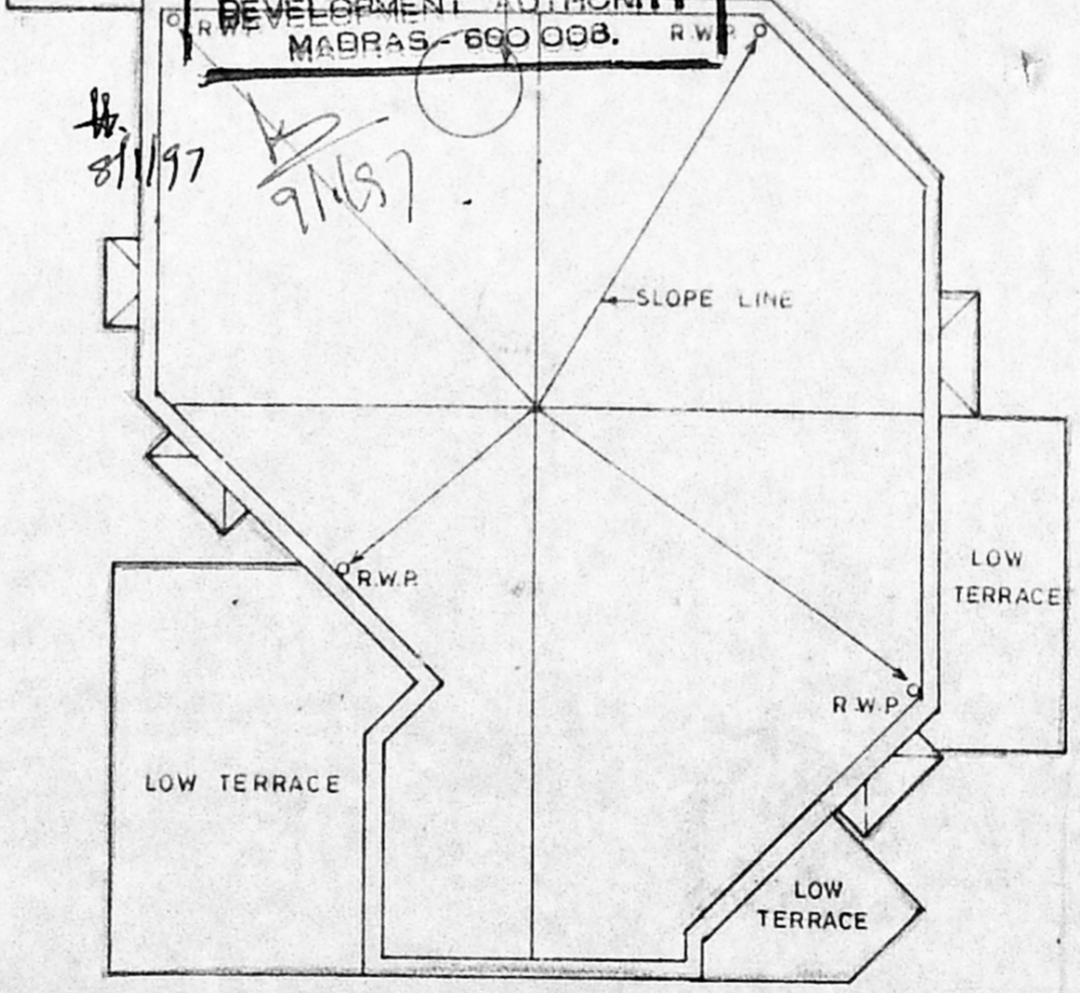 DEVELOPMENT AUTHORITY
MADRAS - 600 008.
R.W.P.
R.W.P.
8/1/97
9/1/97
SLOPE LINE
R.W.P.
LOW
TERRACE
R.W.P
LOW TERRACE
LOW
TERRACE